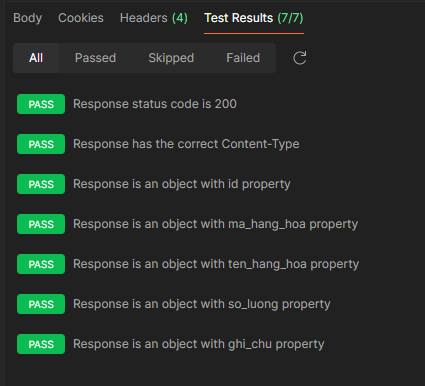 Body Cookies Headers (4) Test Results (7/7)
All Passed Skipped Failed
PASS Response status code is 200
PASS Response has the correct Content-Type
PASS Response is an object with id property
PASS Response is an object with ma_hang_hoa property
PASS Response is an object with ten_hang_hoa property
PASS Response is an object with so_luong property
PASS Response is an object with ghi_chu property